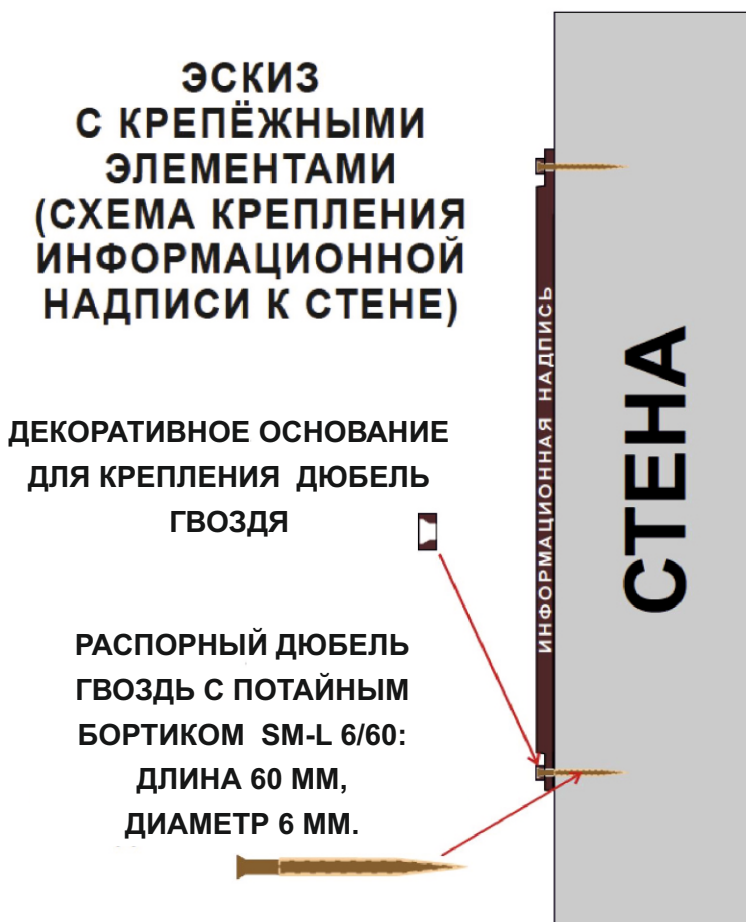 ЭСКИЗ
С КРЕПЁЖНЫМИ
ЭЛЕМЕНТАМИ
(СХЕМА КРЕПЛЕНИЯ
ИНФОРМАЦИОННОЙ
НАДПИСИ К СТЕНЕ)
ДЕКОРАТИВНОЕ ОСНОВАНИЕ
ДЛЯ КРЕПЛЕНИЯ ДЮБЕЛЬ
ГВОЗДЯ
РАСПОРНЫЙ ДЮБЕЛЬ
ГВОЗДЬ С ПОТАЙНЫМ
БОРТИКОМ SM-L 6/60:
ДЛИНА 60 ММ,
ДИАМЕТР 6 ММ.
ИНФОРМАЦИОННАЯ НАДПИСЬ
СТЕНА